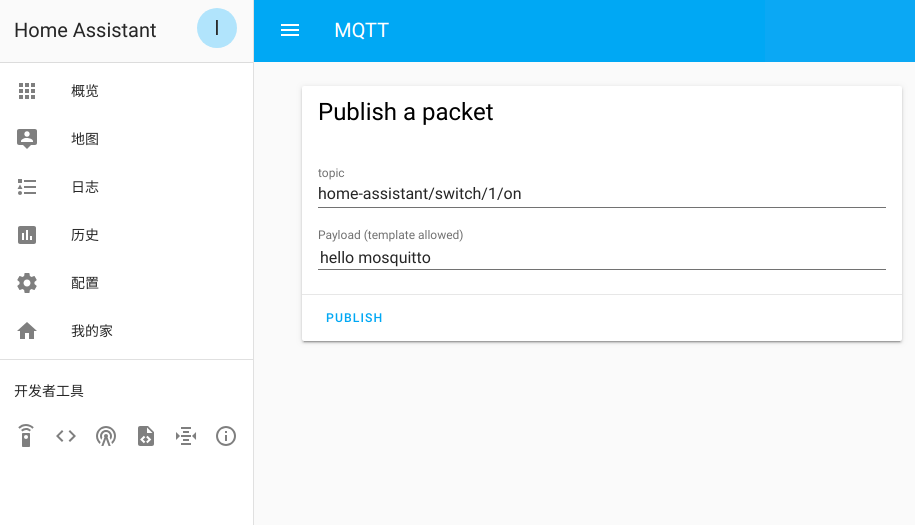 Home Assistant
I
概览
地图
日志
历史
配置
我的家
开发者工具
MQTT
Publish a packet
topic
home-assistant/switch/1/on
Payload (template allowed)
hello mosquitto
PUBLISH